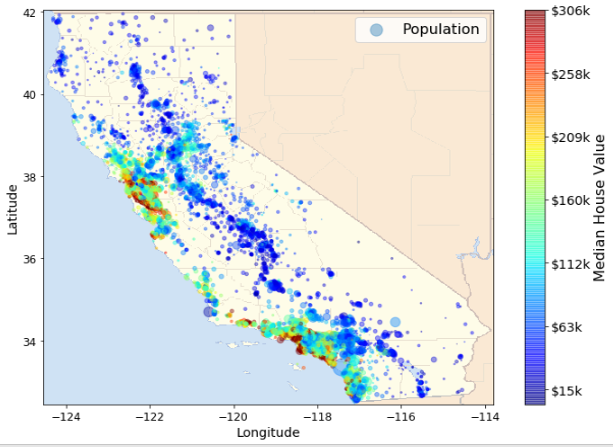 42
40
38
36
34
Latitude
−124
−122
−120
−118
−116
−114
Longitude
Population
$306k
$258k
$209k
$160k
$112k
$63k
$15k
Median House Value